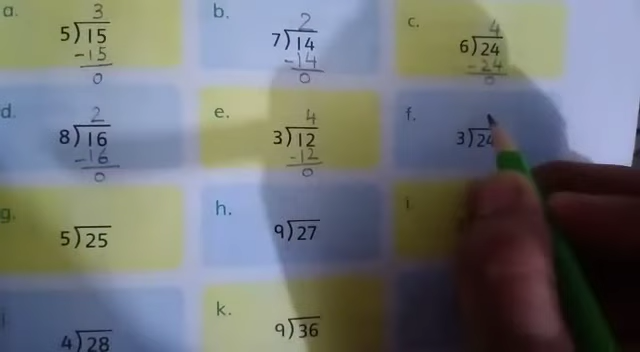 a. b. c.
3 2 4
5)15 7)14 6)24
-15 -14 -24
0 0 0
d. e. f.
2 4
8)16 3)12 3)24
-16 -12
0 0
g. h. i
5)25 9)27
k.
4)28 9)36